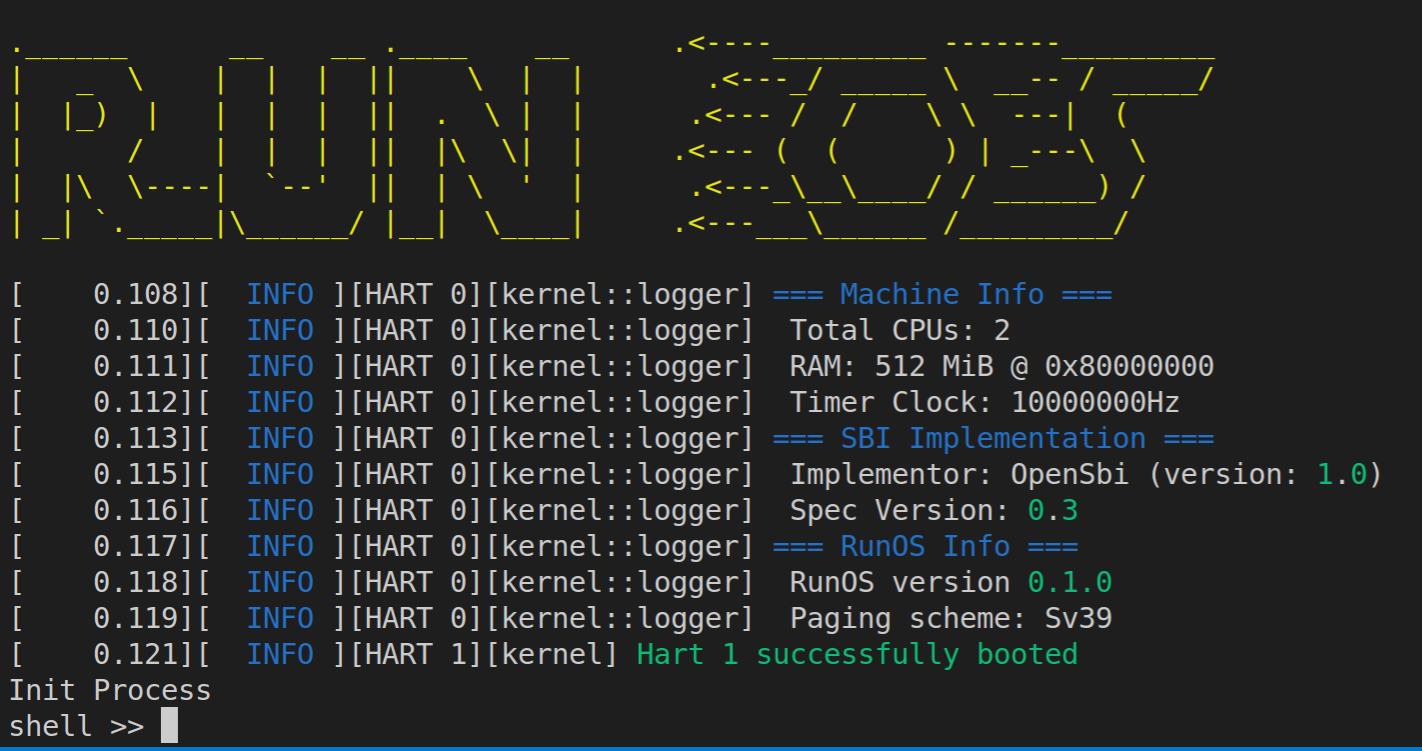 RUN OS
[    0.108][  INFO ][HART 0][kernel::logger] === Machine Info ===
[    0.110][  INFO ][HART 0][kernel::logger]  Total CPUs: 2
[    0.111][  INFO ][HART 0][kernel::logger]  RAM: 512 MiB @ 0x80000000
[    0.112][  INFO ][HART 0][kernel::logger]  Timer Clock: 10000000Hz
[    0.113][  INFO ][HART 0][kernel::logger] === SBI Implementation ===
[    0.115][  INFO ][HART 0][kernel::logger]  Implementor: OpenSbi (version: 1.0)
[    0.116][  INFO ][HART 0][kernel::logger]  Spec Version: 0.3
[    0.117][  INFO ][HART 0][kernel::logger] === RunOS Info ===
[    0.118][  INFO ][HART 0][kernel::logger]  RunOS version 0.1.0
[    0.119][  INFO ][HART 0][kernel::logger]  Paging scheme: Sv39
[    0.121][  INFO ][HART 1][kernel] Hart 1 successfully booted
Init Process
shell >>